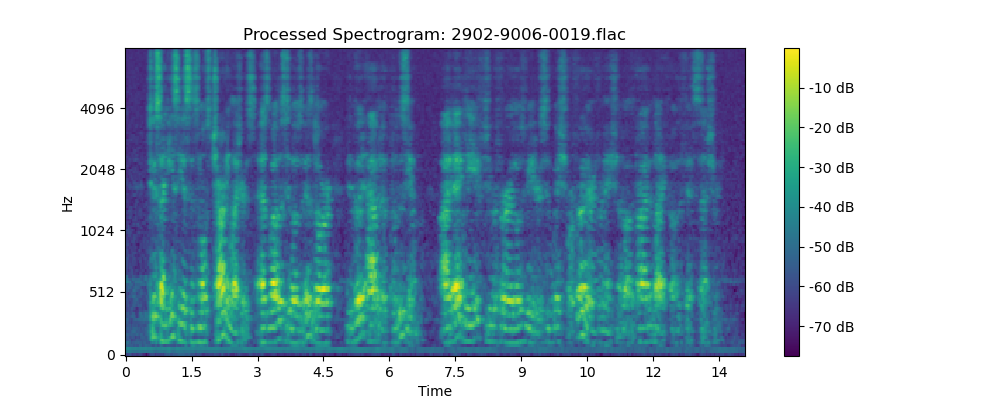 Processed Spectrogram: 2902-9006-0019.flac
Hz
4096
2048
1024
512
0
0 1.5 3 4.5 6 7.5 9 10 12 14
Time
-10 dB
-20 dB
-30 dB
-40 dB
-50 dB
-60 dB
-70 dB